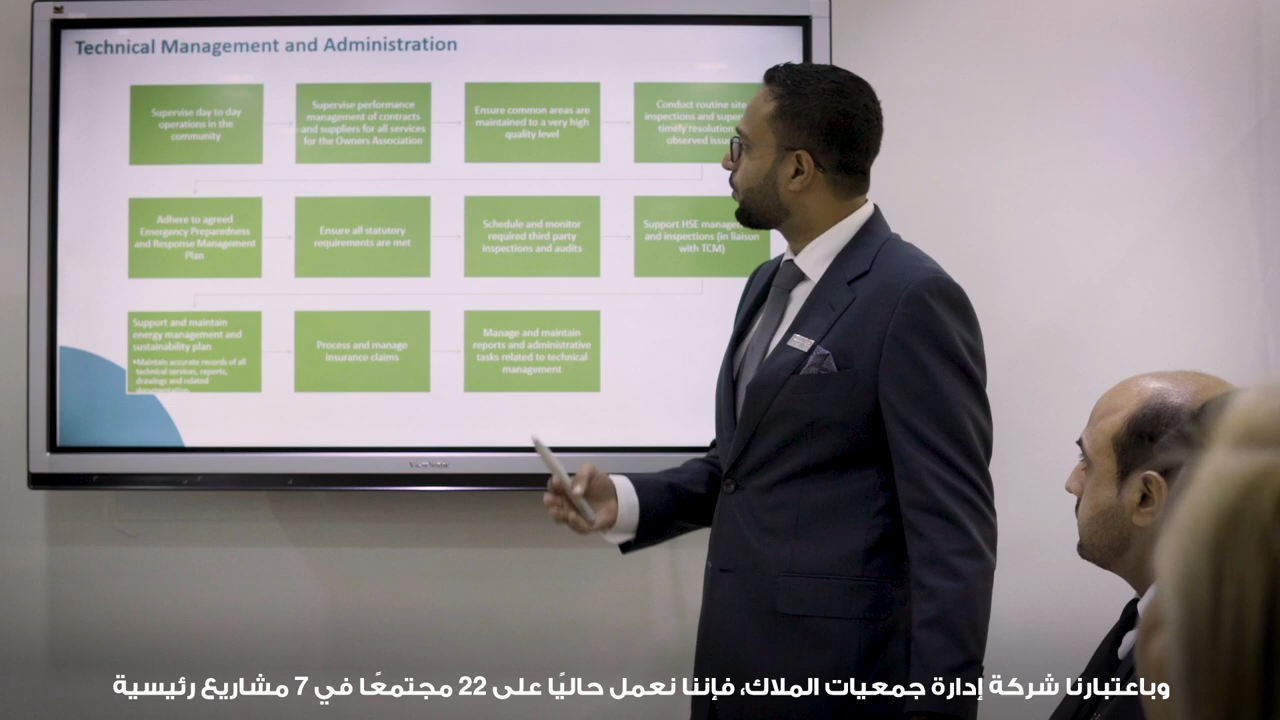 Technical Management and Administration
Supervise day to day
operations in the
community
Supervise performance
management of contracts
and suppliers for all services
for the Owners Association
Ensure common areas are
maintained to a very high
quality level
Conduct routine site
inspections and
timely
observed
Adhere to agreed
Emergency Preparedness
and Response Management
Plan
Ensure all statutory
requirements are met
Schedule and monitor
required third party
inspections and audits
Support HSE
and inspections (in liaison
with TCM)
Support and maintain
energy management and
sustainability plan
•Maintain accurate records of all
technical services, reports,
drawings and related
documentation
Process and manage
insurance claims
Manage and maintain
reports and administrative
tasks related to technical
management
ViewSonic
وباعتبارنا شركة إدارة جمعيات الملاك، فإننا نعمل حاليًا على 22 مجتمعًا في 7 مشاريع رئيسية